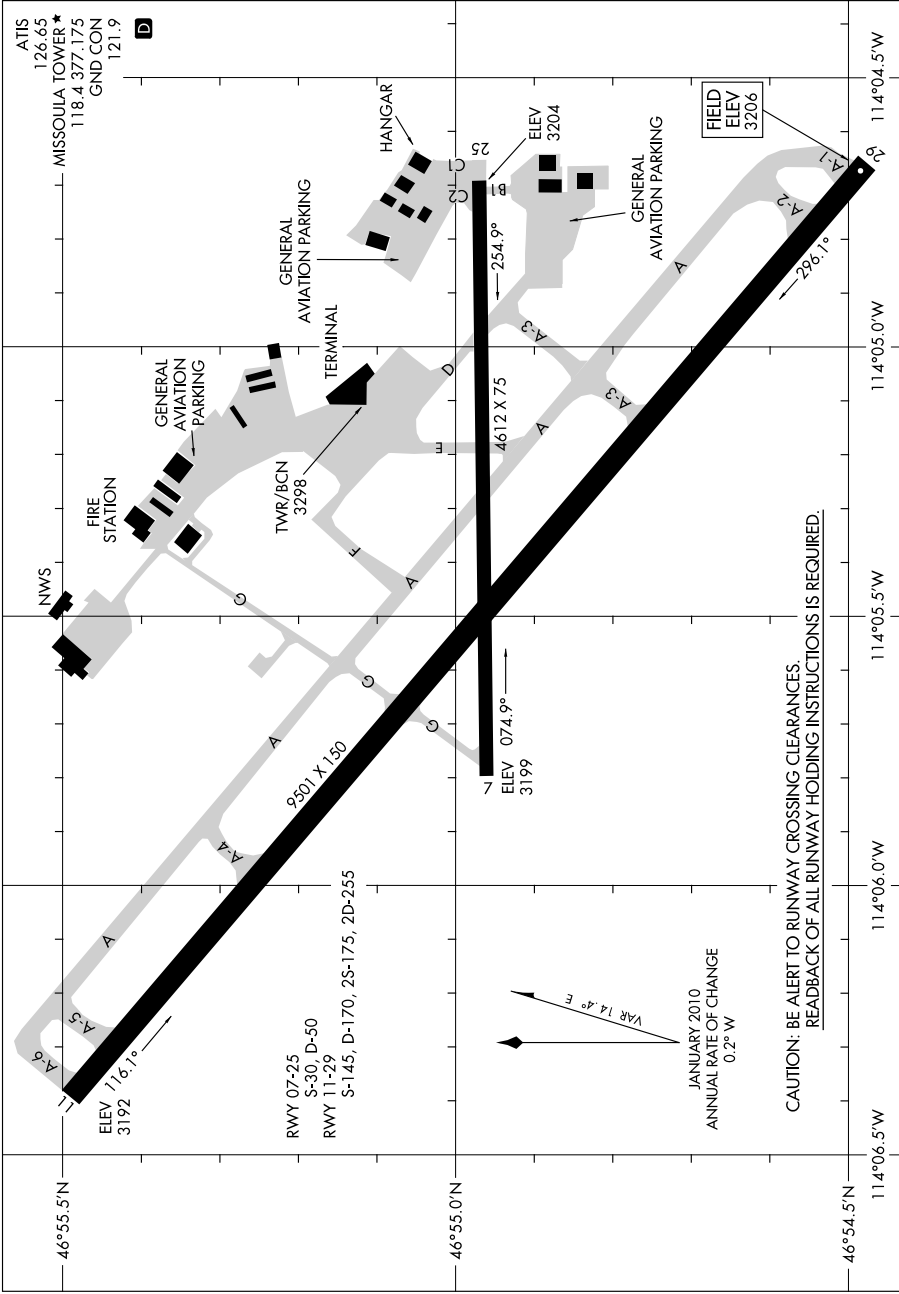 ATIS
126.65
MISSOULA TOWER★
118.4 377.175
GND CON
121.9
D
NWS
FIRE
STATION
GENERAL
AVIATION
PARKING
TERMINAL
TWR/BCN
3298
GENERAL
AVIATION PARKING
HANGAR
C1
C2
25
B1
ELEV
3204
GENERAL
AVIATION PARKING
FIELD
ELEV
3206
A-1
29
A-2
296.1°
A
A-3
A-3
254.9°
4612 X 75
D
E
A
F
A
G
G
G
A
9501 X 150
A-4
A
A-5
A-6
11
116.1°
ELEV
3192
7
074.9°
ELEV
3199
RWY 07-25
S-30, D-50
RWY 11-29
S-145, D-170, 2S-175, 2D-255
VAR 14.4° E
JANUARY 2010
ANNUAL RATE OF CHANGE
0.2° W
CAUTION: BE ALERT TO RUNWAY CROSSING CLEARANCES.
READBACK OF ALL RUNWAY HOLDING INSTRUCTIONS IS REQUIRED.
46°55.5'N
46°55.0'N
46°54.5'N
114°06.5'W
114°06.0'W
114°05.5'W
114°05.0'W
114°04.5'W